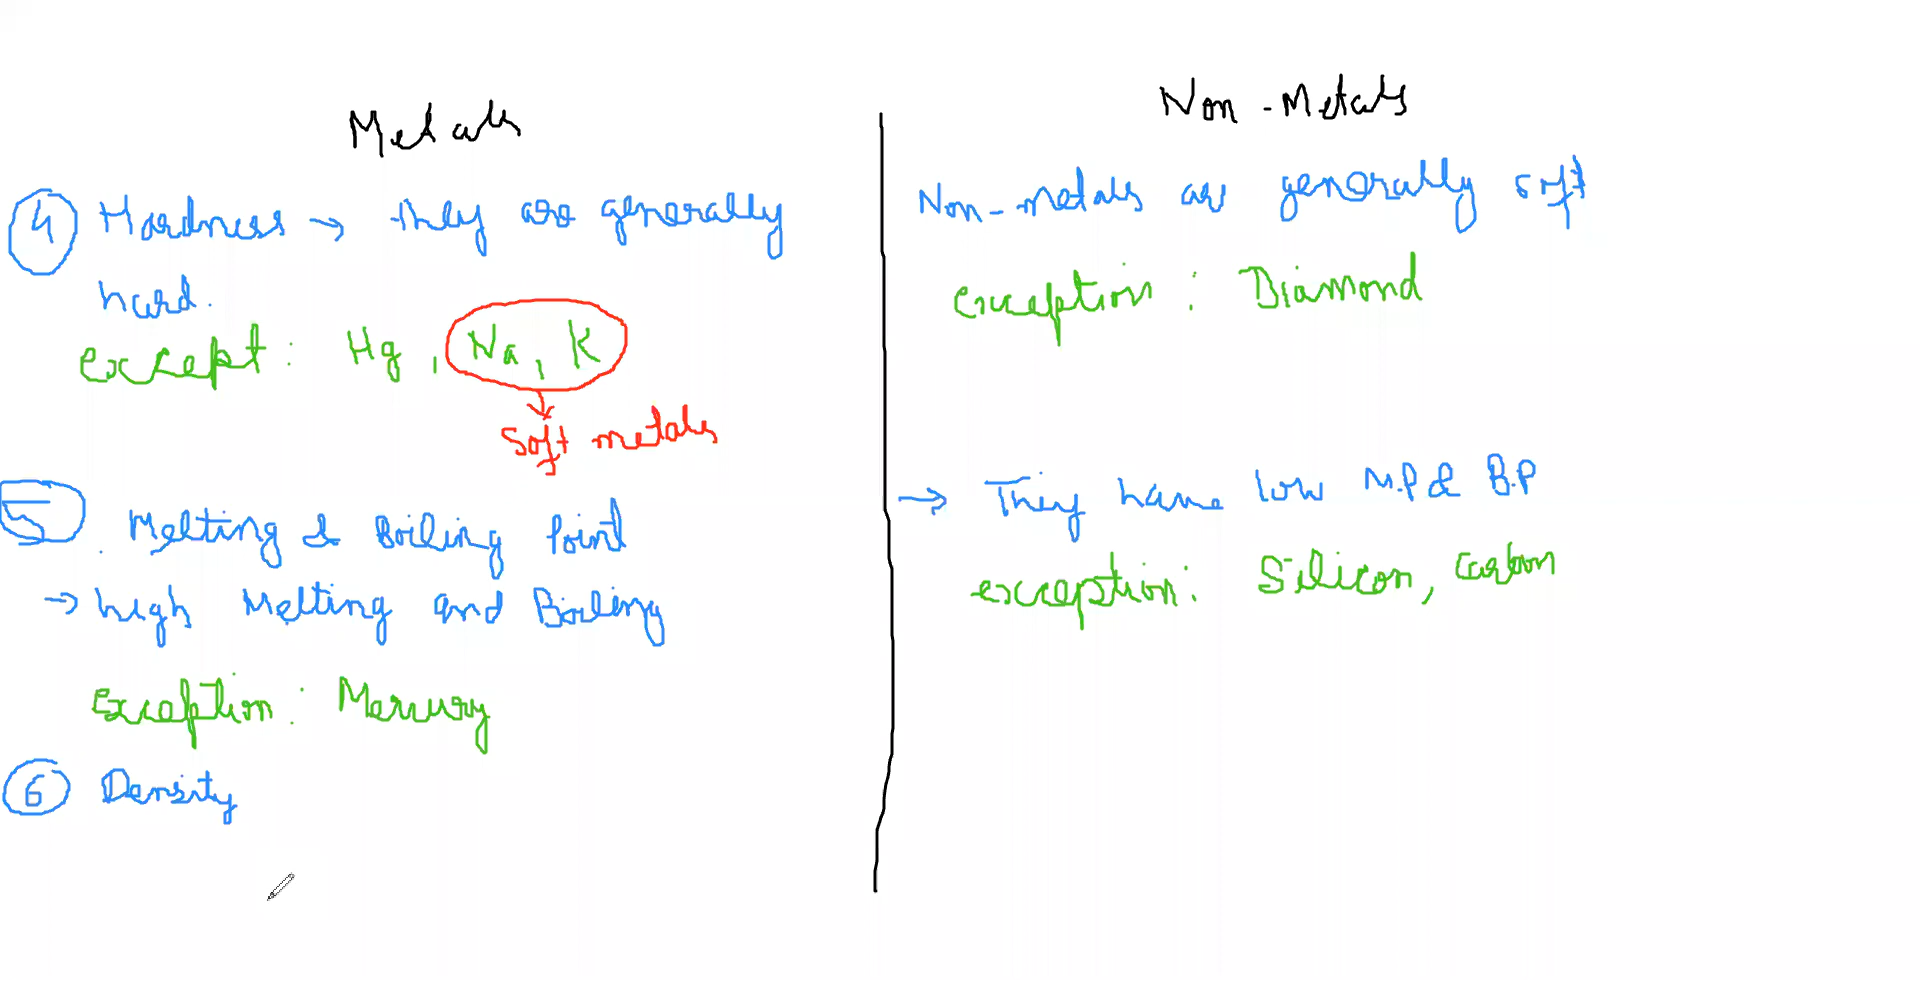 Metals
4 Hardness → They are generally
hard.
except: Hg, Na, K
Soft metals
5 Melting & Boiling Point
→ high Melting and Boiling
Exception: Mercury
6 Density
Non-Metals
Non-metals are generally soft
exception: Diamond
→ They have low M.P & B.P
exception: Silicon, Carbon